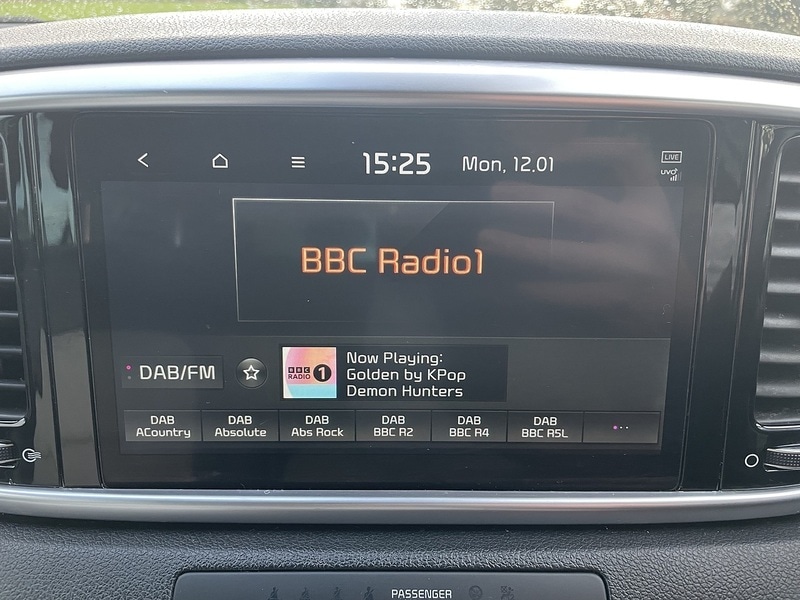 15:25 Mon, 12.01 LIVE
UVO
BBC Radio1
DAB/FM
BBC RADIO 1
Now Playing:
Golden by KPop
Demon Hunters
DAB ACountry
DAB Absolute
DAB Abs Rock
DAB BBC R2
DAB BBC R4
DAB BBC R5L
PASSENGER